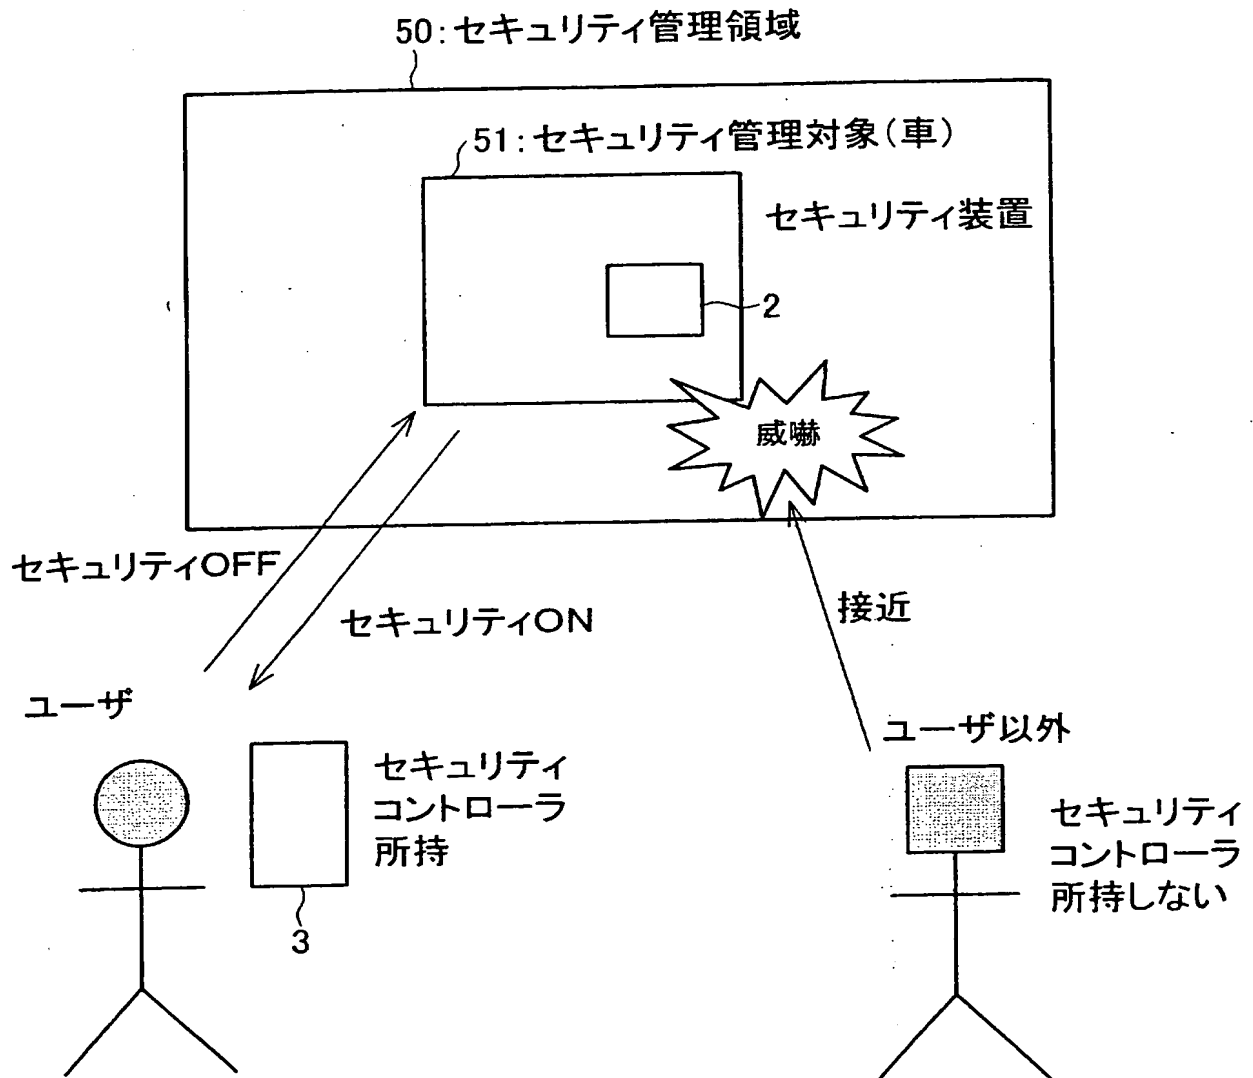 50:セキュリティ管理領域
51:セキュリティ管理対象(車)
セキュリティ装置
2
威嚇
セキュリティOFF
セキュリティON
接近
ユーザ
セキュリティ
コントローラ
所持
3
ユーザ以外
セキュリティ
コントローラ
所持しない